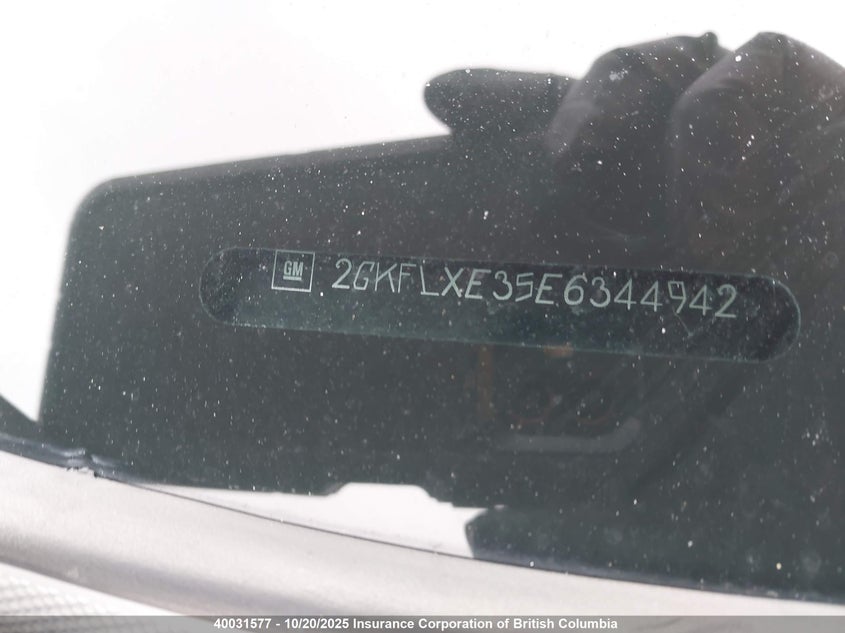 GM 2GKFLXE35E6344942
40031577 - 10/20/2025 Insurance Corporation of British Columbia